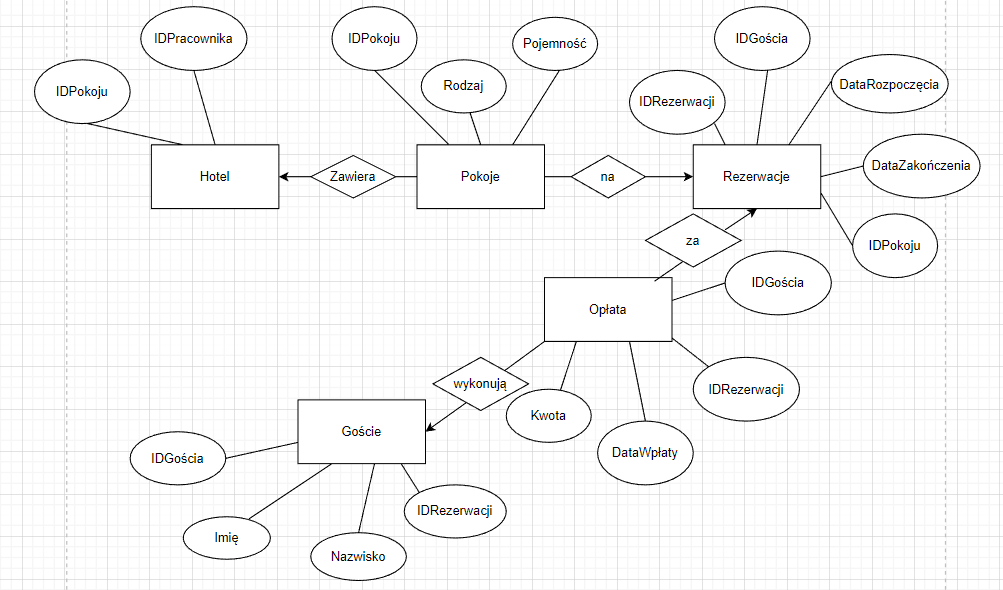 IDPracownika
IDPokoju
Pojemność
IDGościa
IDPokoju
Rodzaj
IDRezerwacji
DataRozpoczęcia
Hotel
Zawiera
Pokoje
na
Rezerwacje
DataZakończenia
za
IDPokoju
Opłata
IDGościa
wykonują
Kwota
IDRezerwacji
Goście
DataWpłaty
IDGościa
IDRezerwacji
Imię
Nazwisko